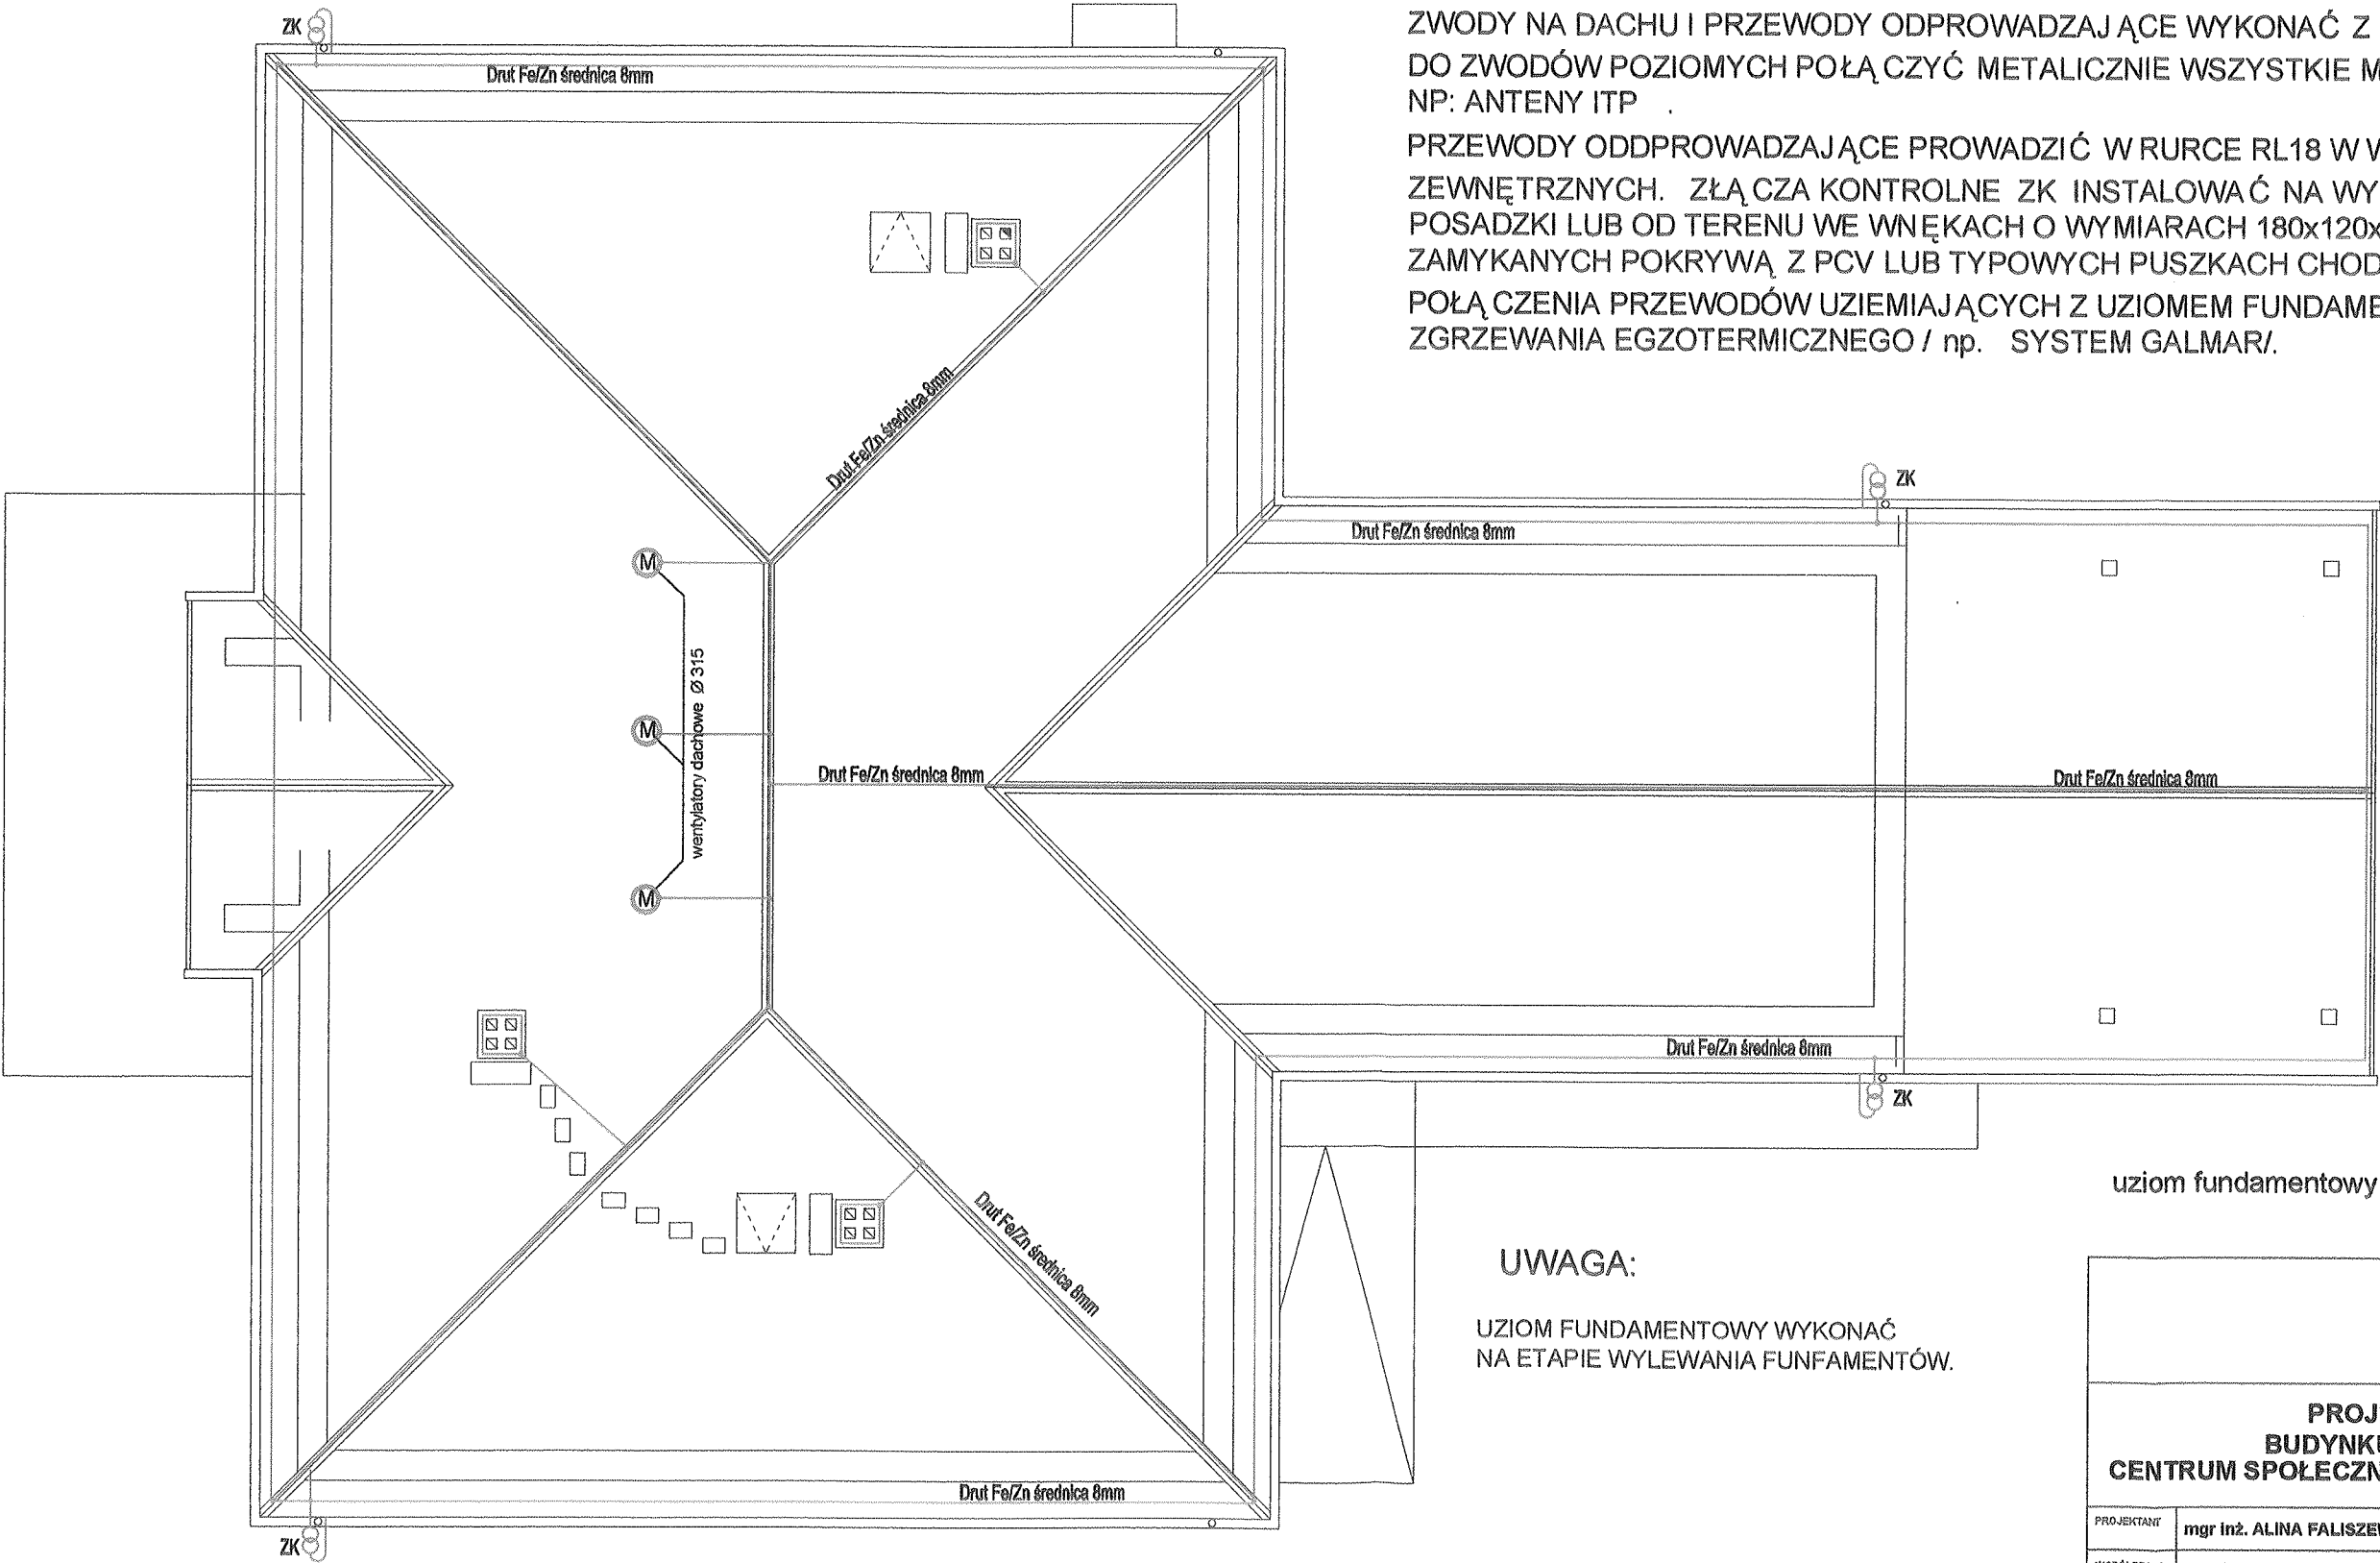 ZWODY NA DACHU I PRZEWODY ODPROWADZAJĄCE WYKONAĆ Z
DO ZWODÓW POZIOMYCH POŁĄCZYĆ METALICZNIE WSZYSTKIE M
NP: ANTENY ITP .
PRZEWODY ODDPROWADZAJĄCE PROWADZIĆ W RURCE RL18 W W
ZEWNĘTRZNYCH. ZŁĄCZA KONTROLNE ZK INSTALOWAĆ NA WY
POSADZKI LUB OD TERENU WE WNĘKACH O WYMIARACH 180x120x
ZAMYKANYCH POKRYWĄ Z PCV LUB TYPOWYCH PUSZKACH CHOD
POŁĄCZENIA PRZEWODÓW UZIEMIAJĄCYCH Z UZIOMEM FUNDAME
ZGRZEWANIA EGZOTERMICZNEGO / np. SYSTEM GALMAR/.
ZK
Drut Fe/Zn średnica 8mm
Drut Fe/Zn średnica 8mm
ZK
Drut Fe/Zn średnica 8mm
M
M
M
wentylatory dachowe Ø 315
Drut Fe/Zn średnica 8mm
Drut Fe/Zn średnica 8mm
Drut Fe/Zn średnica 8mm
ZK
Drut Fe/Zn średnica 8mm
Drut Fe/Zn średnica 8mm
ZK
uziom fundamentowy
UWAGA:
UZIOM FUNDAMENTOWY WYKONAĆ
NA ETAPIE WYLEWANIA FUNFAMENTÓW.
PROJ
BUDYNKU
CENTRUM SPOŁECZN
PROJEKTANT
mgr inż. ALINA FALISZE